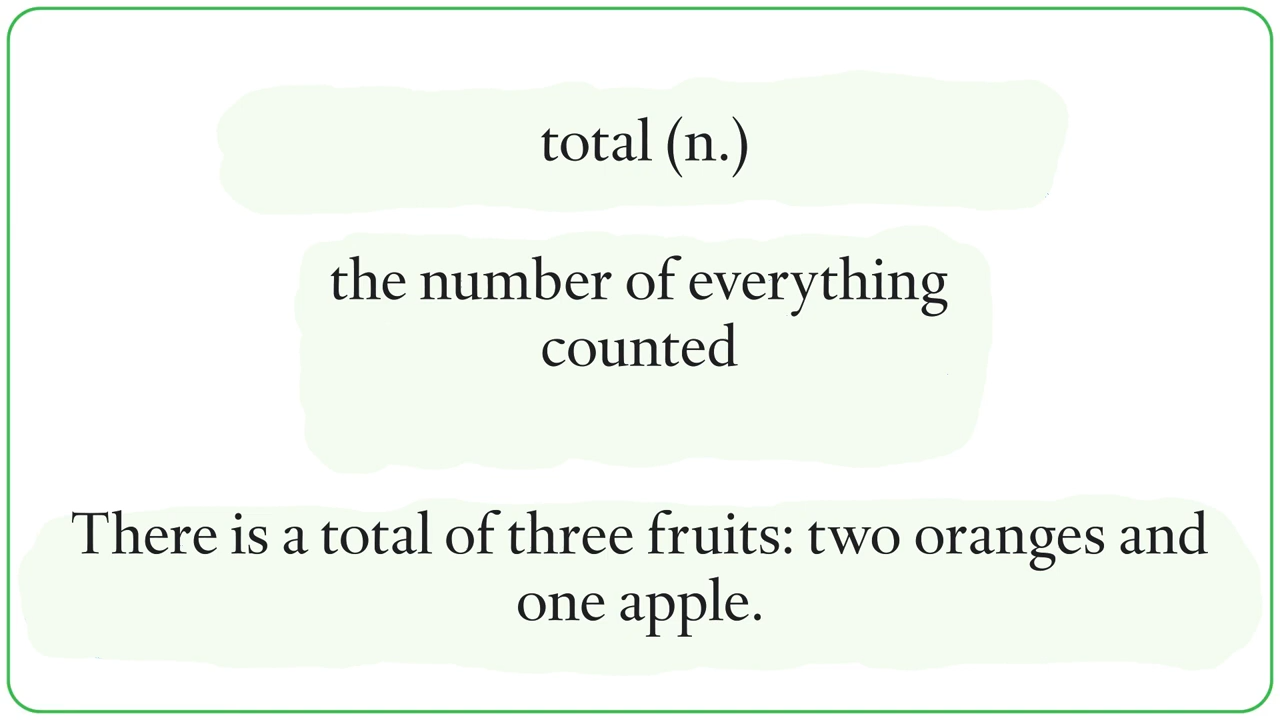 total (n.)
the number of everything
counted
There is a total of three fruits: two oranges and
one apple.